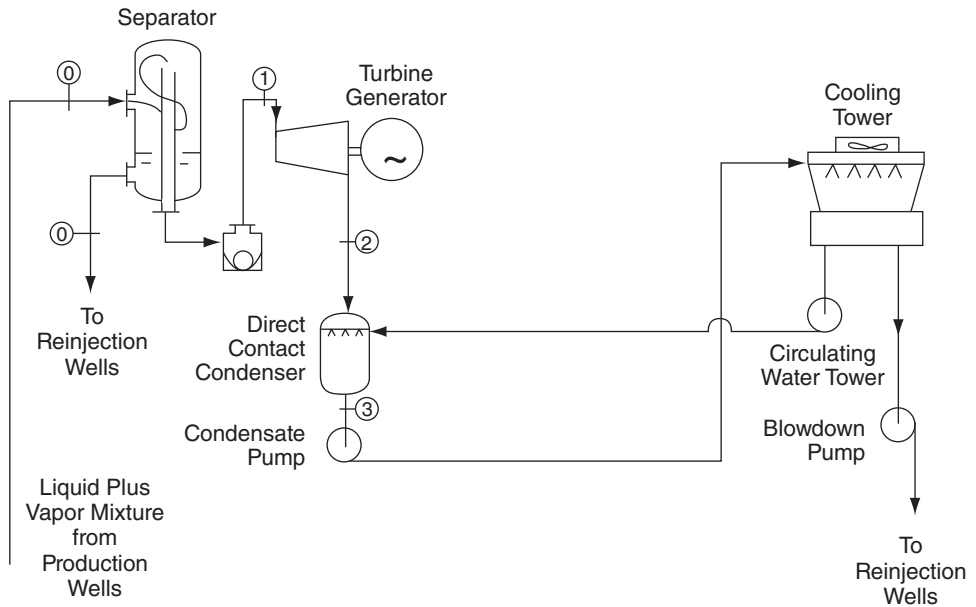 Separator
0
1
Turbine
Generator
~
Cooling
Tower
0
2
To
Reinjection
Wells
Direct
Contact
Condenser
Circulating
Water Tower
3
Condensate
Pump
Blowdown
Pump
Liquid Plus
Vapor Mixture
from
Production
Wells
To
Reinjection
Wells